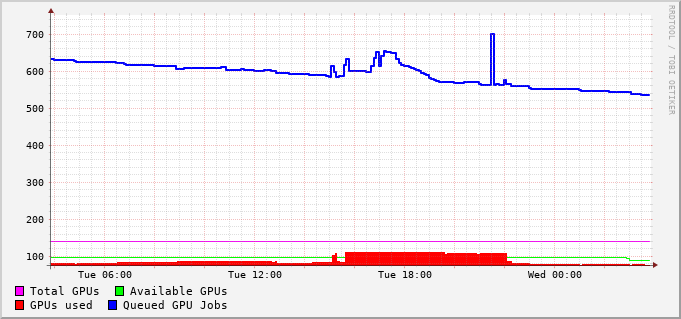 700
600
500
400
300
200
100
Tue 06:00 Tue 12:00 Tue 18:00 Wed 00:00
Total GPUs Available GPUs
GPUs used Queued GPU Jobs
RRDTOOL / TOBI OETIKER